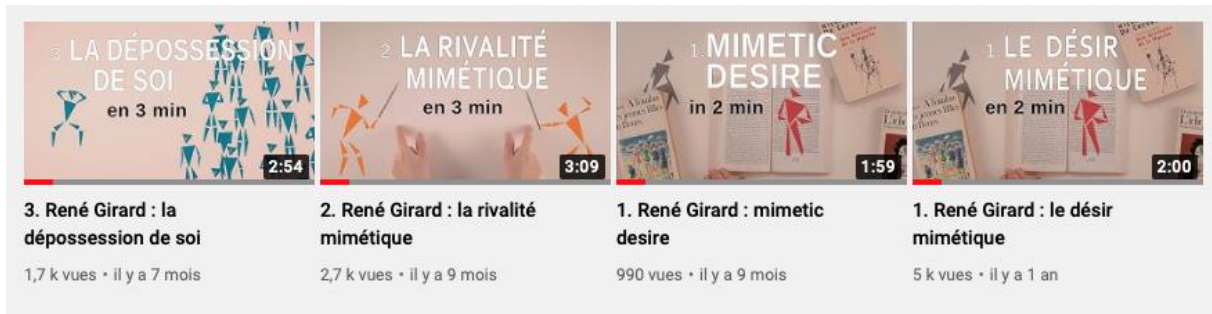 3. LA DÉPOSSESSION
DE SOI
en 3 min
2:54
3. René Girard : la
dépossession de soi
1,7 k vues • il y a 7 mois
2. LA RIVALITÉ
MIMÉTIQUE
en 3 min
3:09
2. René Girard : la rivalité
mimétique
2,7 k vues • il y a 9 mois
1. MIMETIC
DESIRE
in 2 min
1:59
1. René Girard : mimetic
desire
990 vues • il y a 9 mois
1. LE DÉSIR
MIMÉTIQUE
en 2 min
2:00
1. René Girard : le désir
mimétique
5 k vues • il y a 1 an